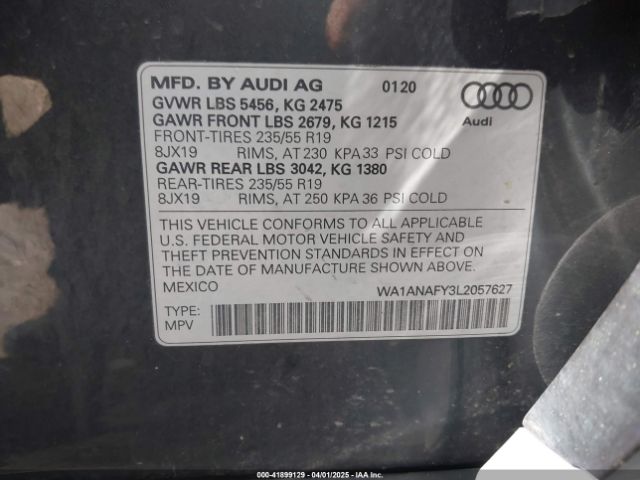 MFD. BY AUDI AG 0120
GVWR LBS 5456, KG 2475
GAWR FRONT LBS 2679, KG 1215
Audi
FRONT-TIRES 235/55 R19
8JX19 RIMS, AT 230 KPA 33 PSI COLD
GAWR REAR LBS 3042, KG 1380
REAR-TIRES 235/55 R19
8JX19 RIMS, AT 250 KPA 36 PSI COLD
THIS VEHICLE CONFORMS TO ALL APPLICABLE
U.S. FEDERAL MOTOR VEHICLE SAFETY AND
THEFT PREVENTION STANDARDS IN EFFECT ON
THE DATE OF MANUFACTURE SHOWN ABOVE.
MEXICO WA1ANAFY3L2057627
TYPE:
MPV
000-41899129 - 04/01/2025 - IAAI.COM